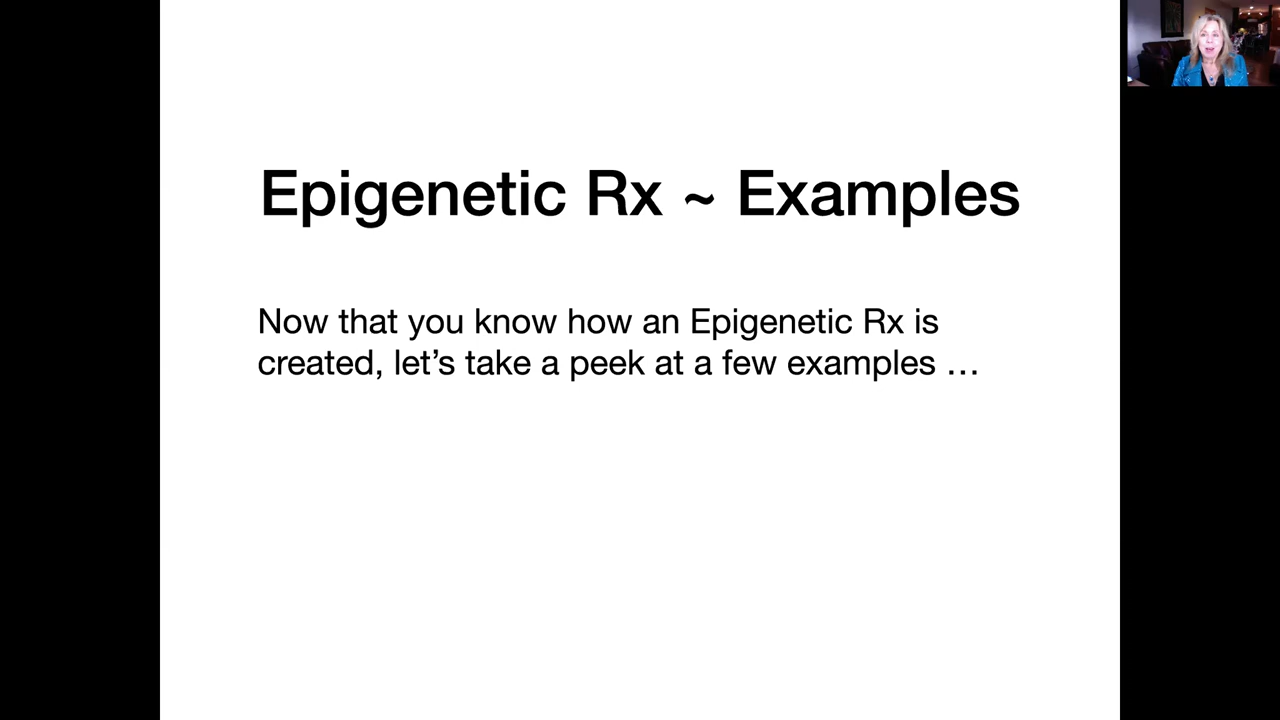 Epigenetic Rx ~ Examples
Now that you know how an Epigenetic Rx is
created, let’s take a peek at a few examples …